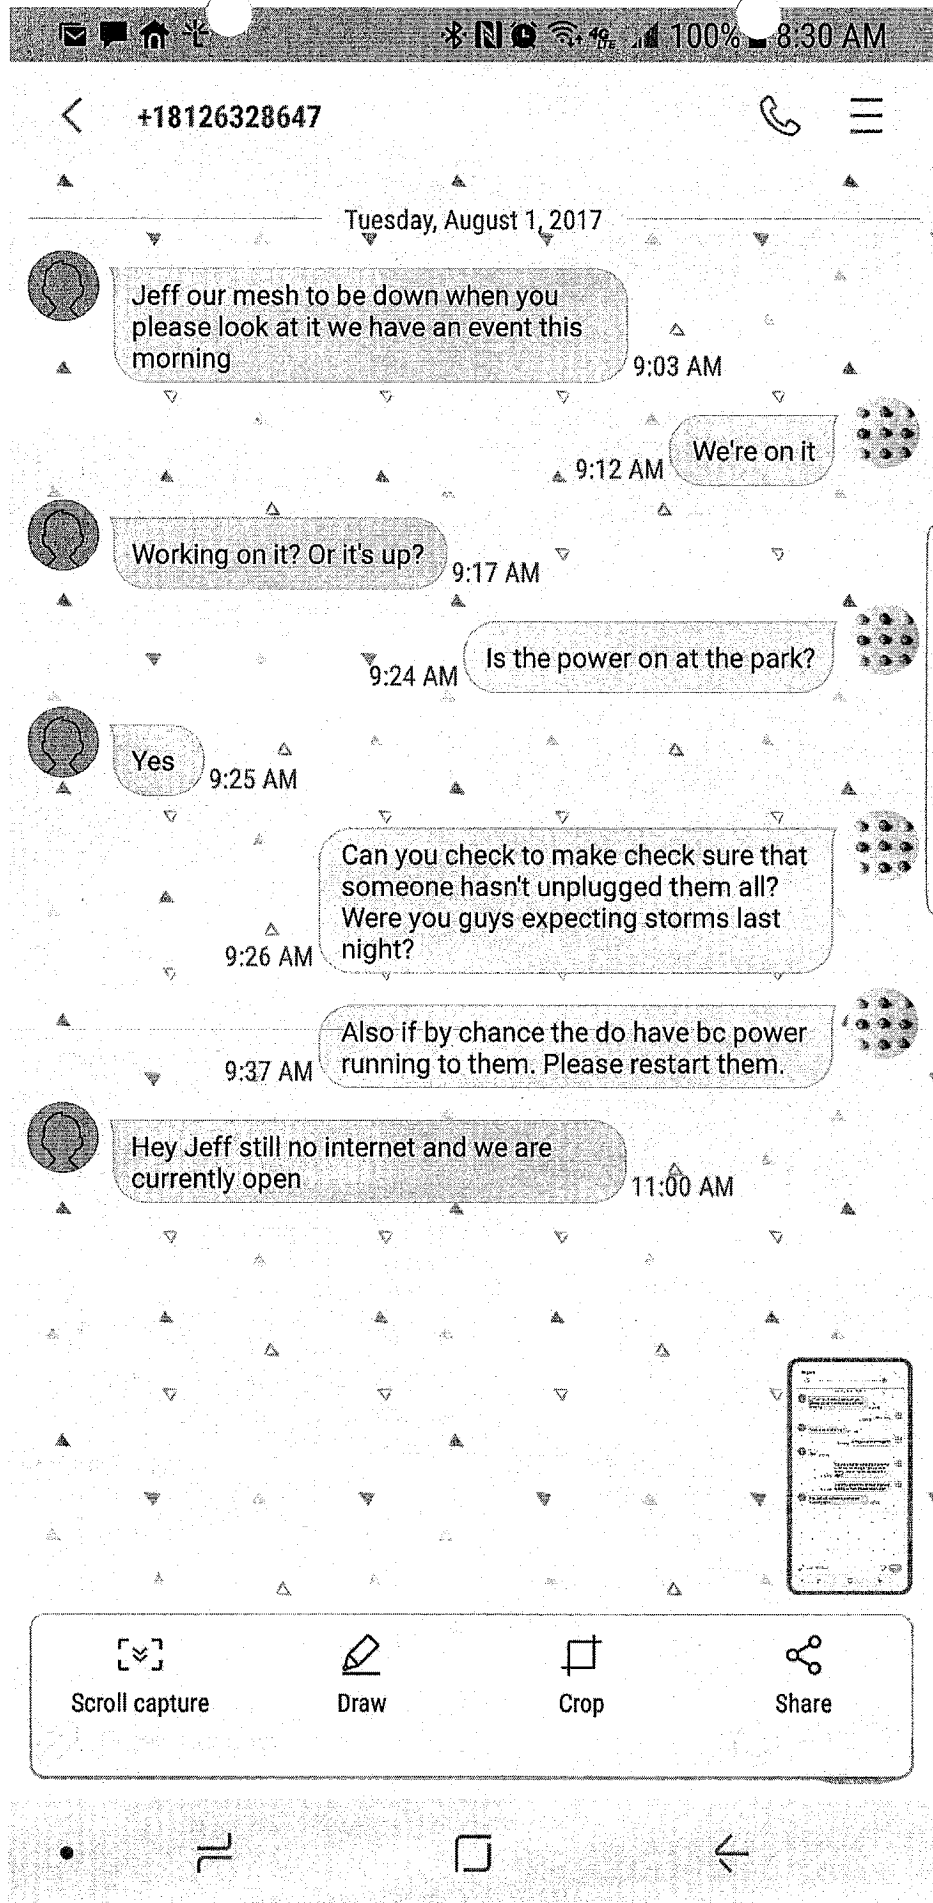 4G
LTE
100%
8:30 AM
+18126328647
Tuesday, August 1, 2017
Jeff our mesh to be down when you
please look at it we have an event this
morning
9:03 AM
We're on it
9:12 AM
Working on it? Or it's up?
9:17 AM
Is the power on at the park?
9:24 AM
Yes
9:25 AM
Can you check to make check sure that
someone hasn't unplugged them all?
Were you guys expecting storms last
night?
9:26 AM
Also if by chance the do have bc power
running to them. Please restart them.
9:37 AM
Hey Jeff still no internet and we are
currently open
11:00 AM
Scroll capture
Draw
Crop
Share